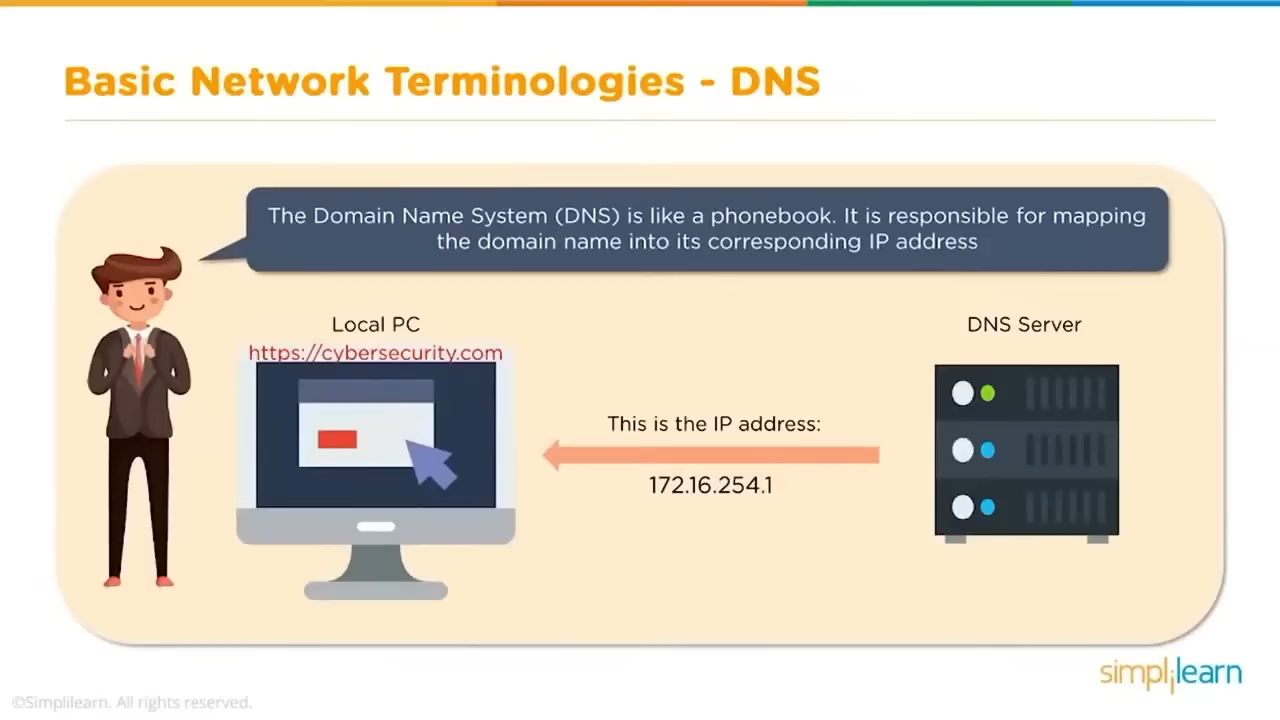 Basic Network Terminologies - DNS
The Domain Name System (DNS) is like a phonebook. It is responsible for mapping
the domain name into its corresponding IP address
Local PC
https://cybersecurity.com
DNS Server
This is the IP address:
172.16.254.1
simplilearn
©Simplilearn. All rights reserved.